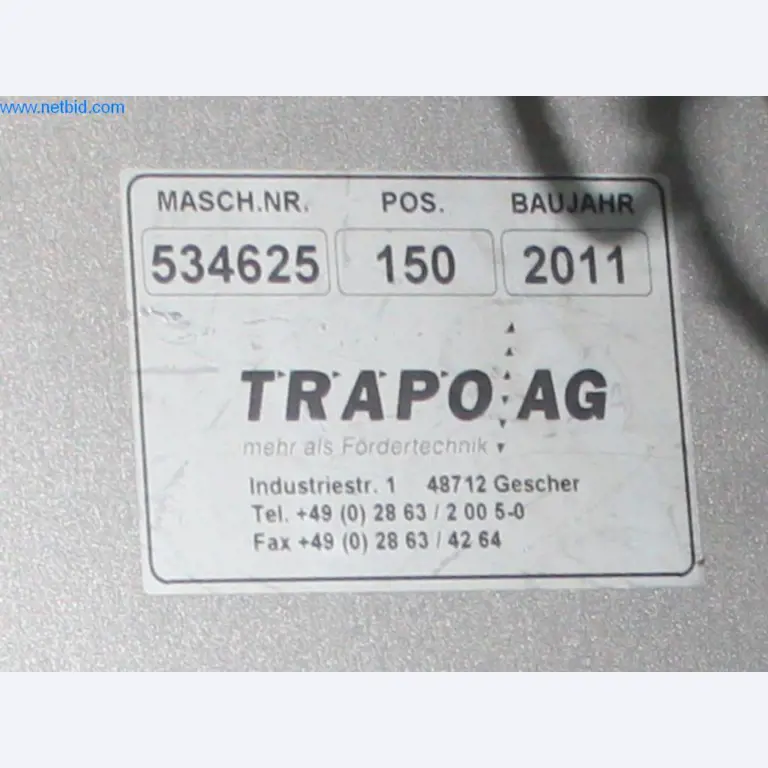 www.netbid.com
MASCH.NR. POS. BAUJAHR
534625 150 2011
TRAPO AG
mehr als Fördertechnik
Industriestr. 1 48712 Gescher
Tel. +49 (0) 28 63 / 2 00 5-0
Fax +49 (0) 28 63 / 42 64